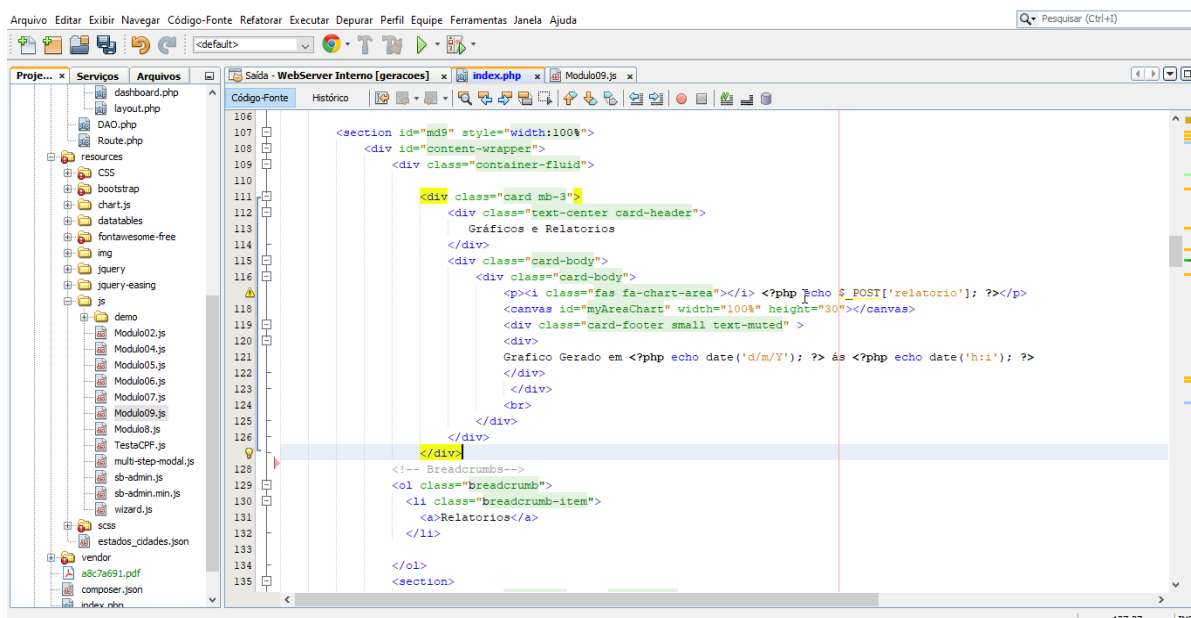 Arquivo Editar Exibir Navegar Código-Fonte Refatorar Executar Depurar Perfil Equipe Ferramentas Janela Ajuda
Pesquisar (Ctrl+I)
<default>
Proje... x Serviços Arquivos
Saída - WebServer Interno [geracoes] x index.php x Modulo09.js x
Código-Fonte Histórico
dashboard.php
layout.php
DAO.php
Route.php
resources
CSS
bootstrap
chart.js
datatables
fontawesome-free
img
jquery
jquery-easing
js
demo
Modulo02.js
Modulo04.js
Modulo05.js
Modulo06.js
Modulo07.js
Modulo09.js
Modulo8.js
TestaCPF.js
multi-step-modal.js
sb-admin.js
sb-admin.min.js
wizard.js
scss
estados_cidades.json
vendor
a8c7a691.pdf
composer.json
index.php
106
107 <section id="md9" style="width:100%">
108 <div id="content-wrapper">
109 <div class="container-fluid">
110
111 <div class="card mb-3">
112 <div class="text-center card-header">
113 Gráficos e Relatorios
114 </div>
115 <div class="card-body">
116 <div class="card-body">
<p><i class="fas fa-chart-area"></i> <?php echo $_POST['relatorio']; ?></p>
118 <canvas id="myAreaChart" width="100%" height="30"></canvas>
119 <div class="card-footer small text-muted" >
120 <div>
121 Grafico Gerado em <?php echo date('d/m/Y'); ?> ás <?php echo date('h:i'); ?>
122 </div>
123 </div>
124 <br>
125 </div>
126 </div>
</div>
128 <!-- Breadcrumbs-->
129 <ol class="breadcrumb">
130 <li class="breadcrumb-item">
131 <a>Relatorios</a>
132 </li>
133
134 </ol>
135 <section>